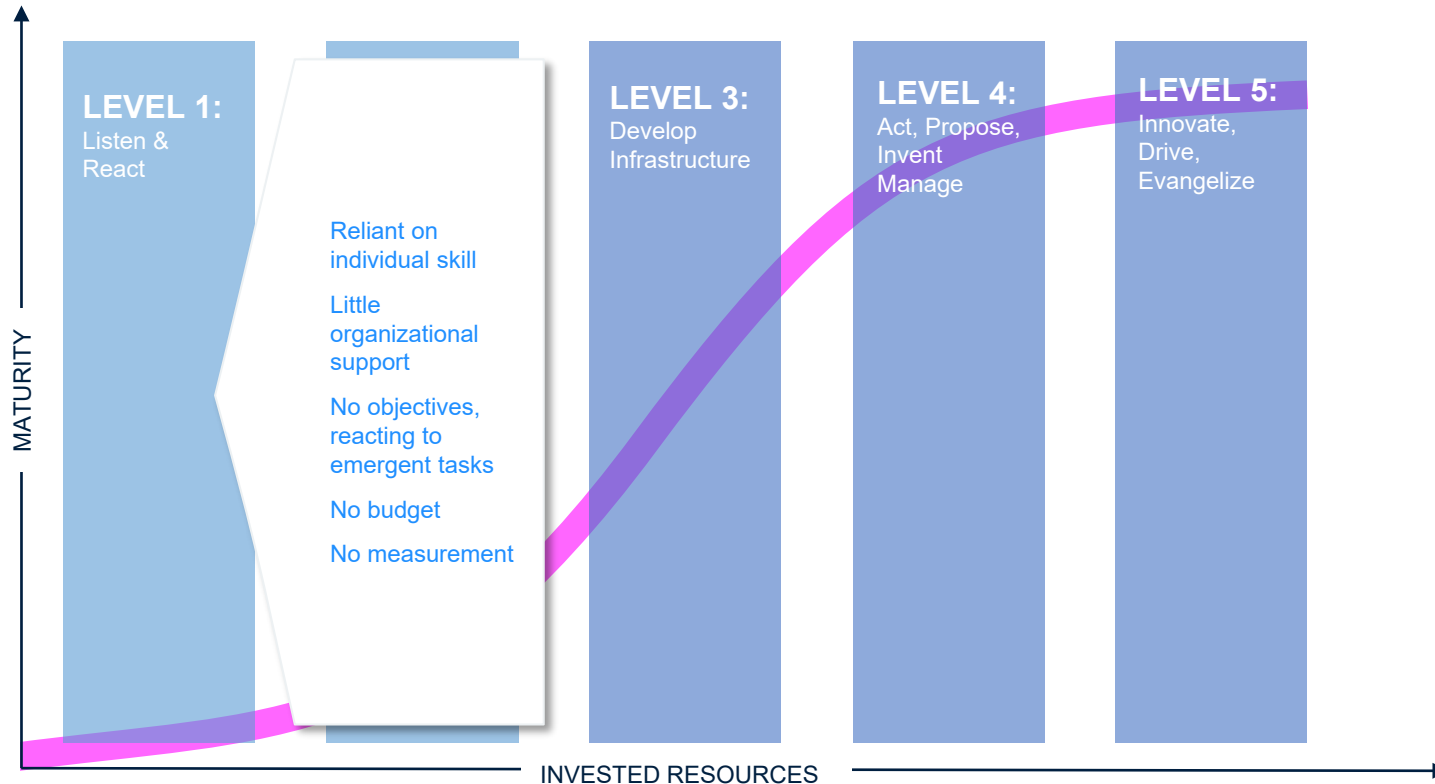 MATURITY
LEVEL 1:
Listen &
React
Reliant on
individual skill
Little
organizational
support
No objectives,
reacting to
emergent tasks
No budget
No measurement
LEVEL 3:
Develop
Infrastructure
LEVEL 4:
Act, Propose,
Invent
Manage
LEVEL 5:
Innovate,
Drive,
Evangelize
INVESTED RESOURCES